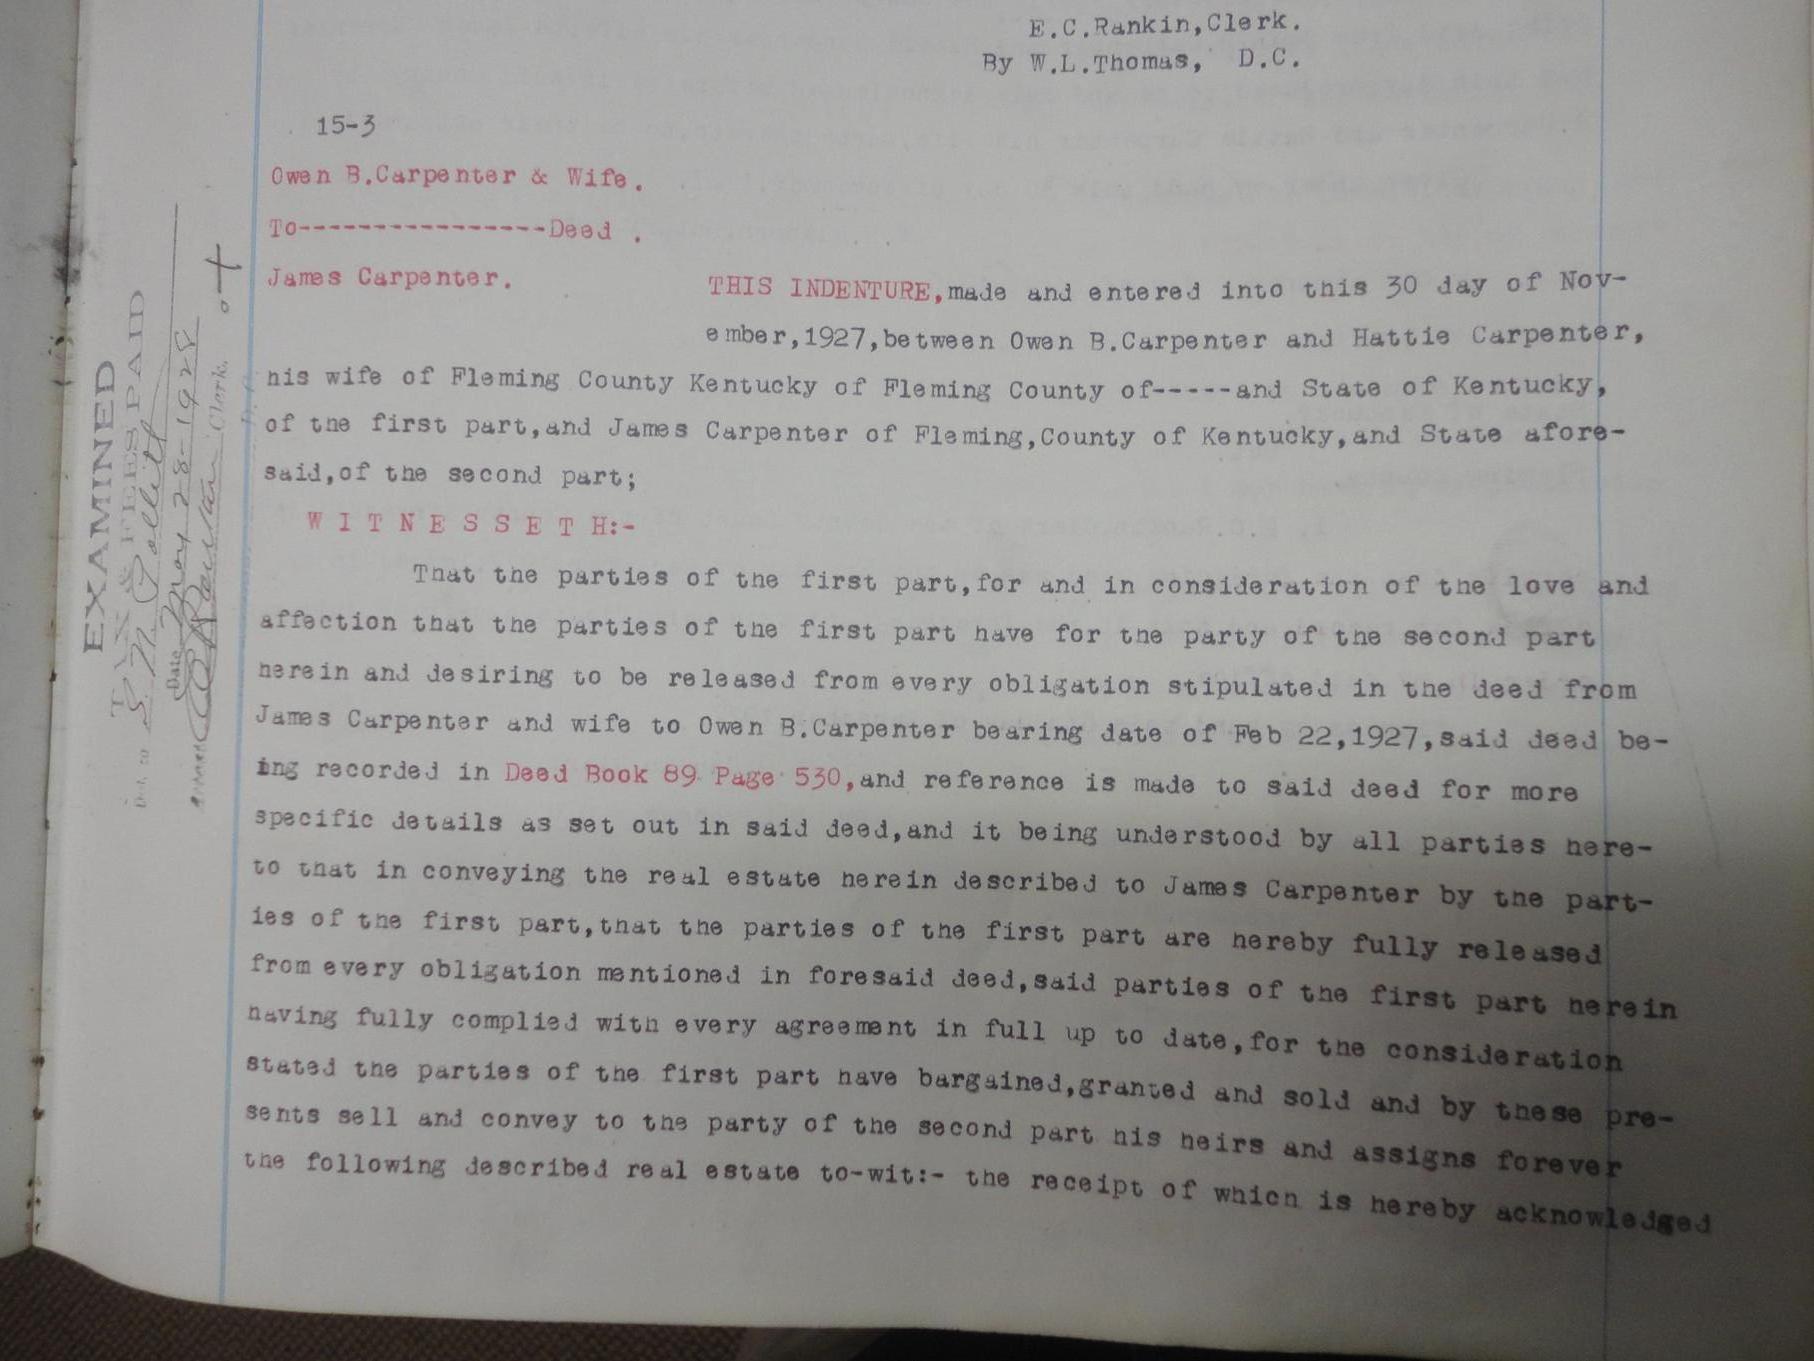 E.C.Rankin,Clerk.
By W.L.Thomas, D.C.
15-3
Owen B.Carpenter & Wife.
To-----------------Deed .
James Carpenter.
THIS INDENTURE,made and entered into this 30 day of Nov-
ember,1927,between Owen B.Carpenter and Hattie Carpenter,
his wife of Fleming County Kentucky of Fleming County of-----and State of Kentucky,
of the first part,and James Carpenter of Fleming,County of Kentucky,and State afore-
said,of the second part;
W I T N E S S E T H:-
That the parties of the first part,for and in consideration of the love and
affection that the parties of the first part have for the party of the second part
herein and desiring to be released from every obligation stipulated in the deed from
James Carpenter and wife to Owen B.Carpenter bearing date of Feb 22,1927,said deed be-
ing recorded in Deed Book 89 Page 530,and reference is made to said deed for more
specific details as set out in said deed,and it being understood by all parties here-
to that in conveying the real estate herein described to James Carpenter by the part-
ies of the first part,that the parties of the first part are hereby fully released
from every obligation mentioned in foresaid deed,said parties of the first part herein
having fully complied with every agreement in full up to date,for the consideration
stated the parties of the first part have bargained,granted and sold and by these pre-
sents sell and convey to the party of the second part his heirs and assigns forever
the following described real estate to-wit:- the receipt of which is hereby acknowledged
EXAMINED
TAX & FEES PAID
Del. to
Date May 28-1928
Clerk.